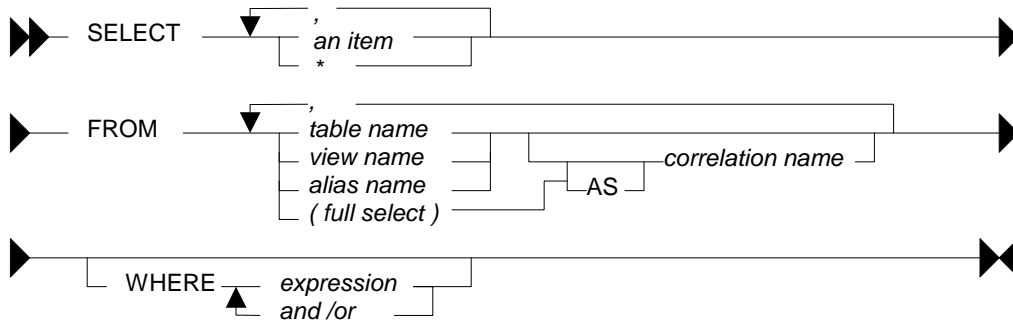 ,
SELECT an item
*
,
FROM table name
view name correlation name
alias name AS
( full select )
WHERE expression
and /or